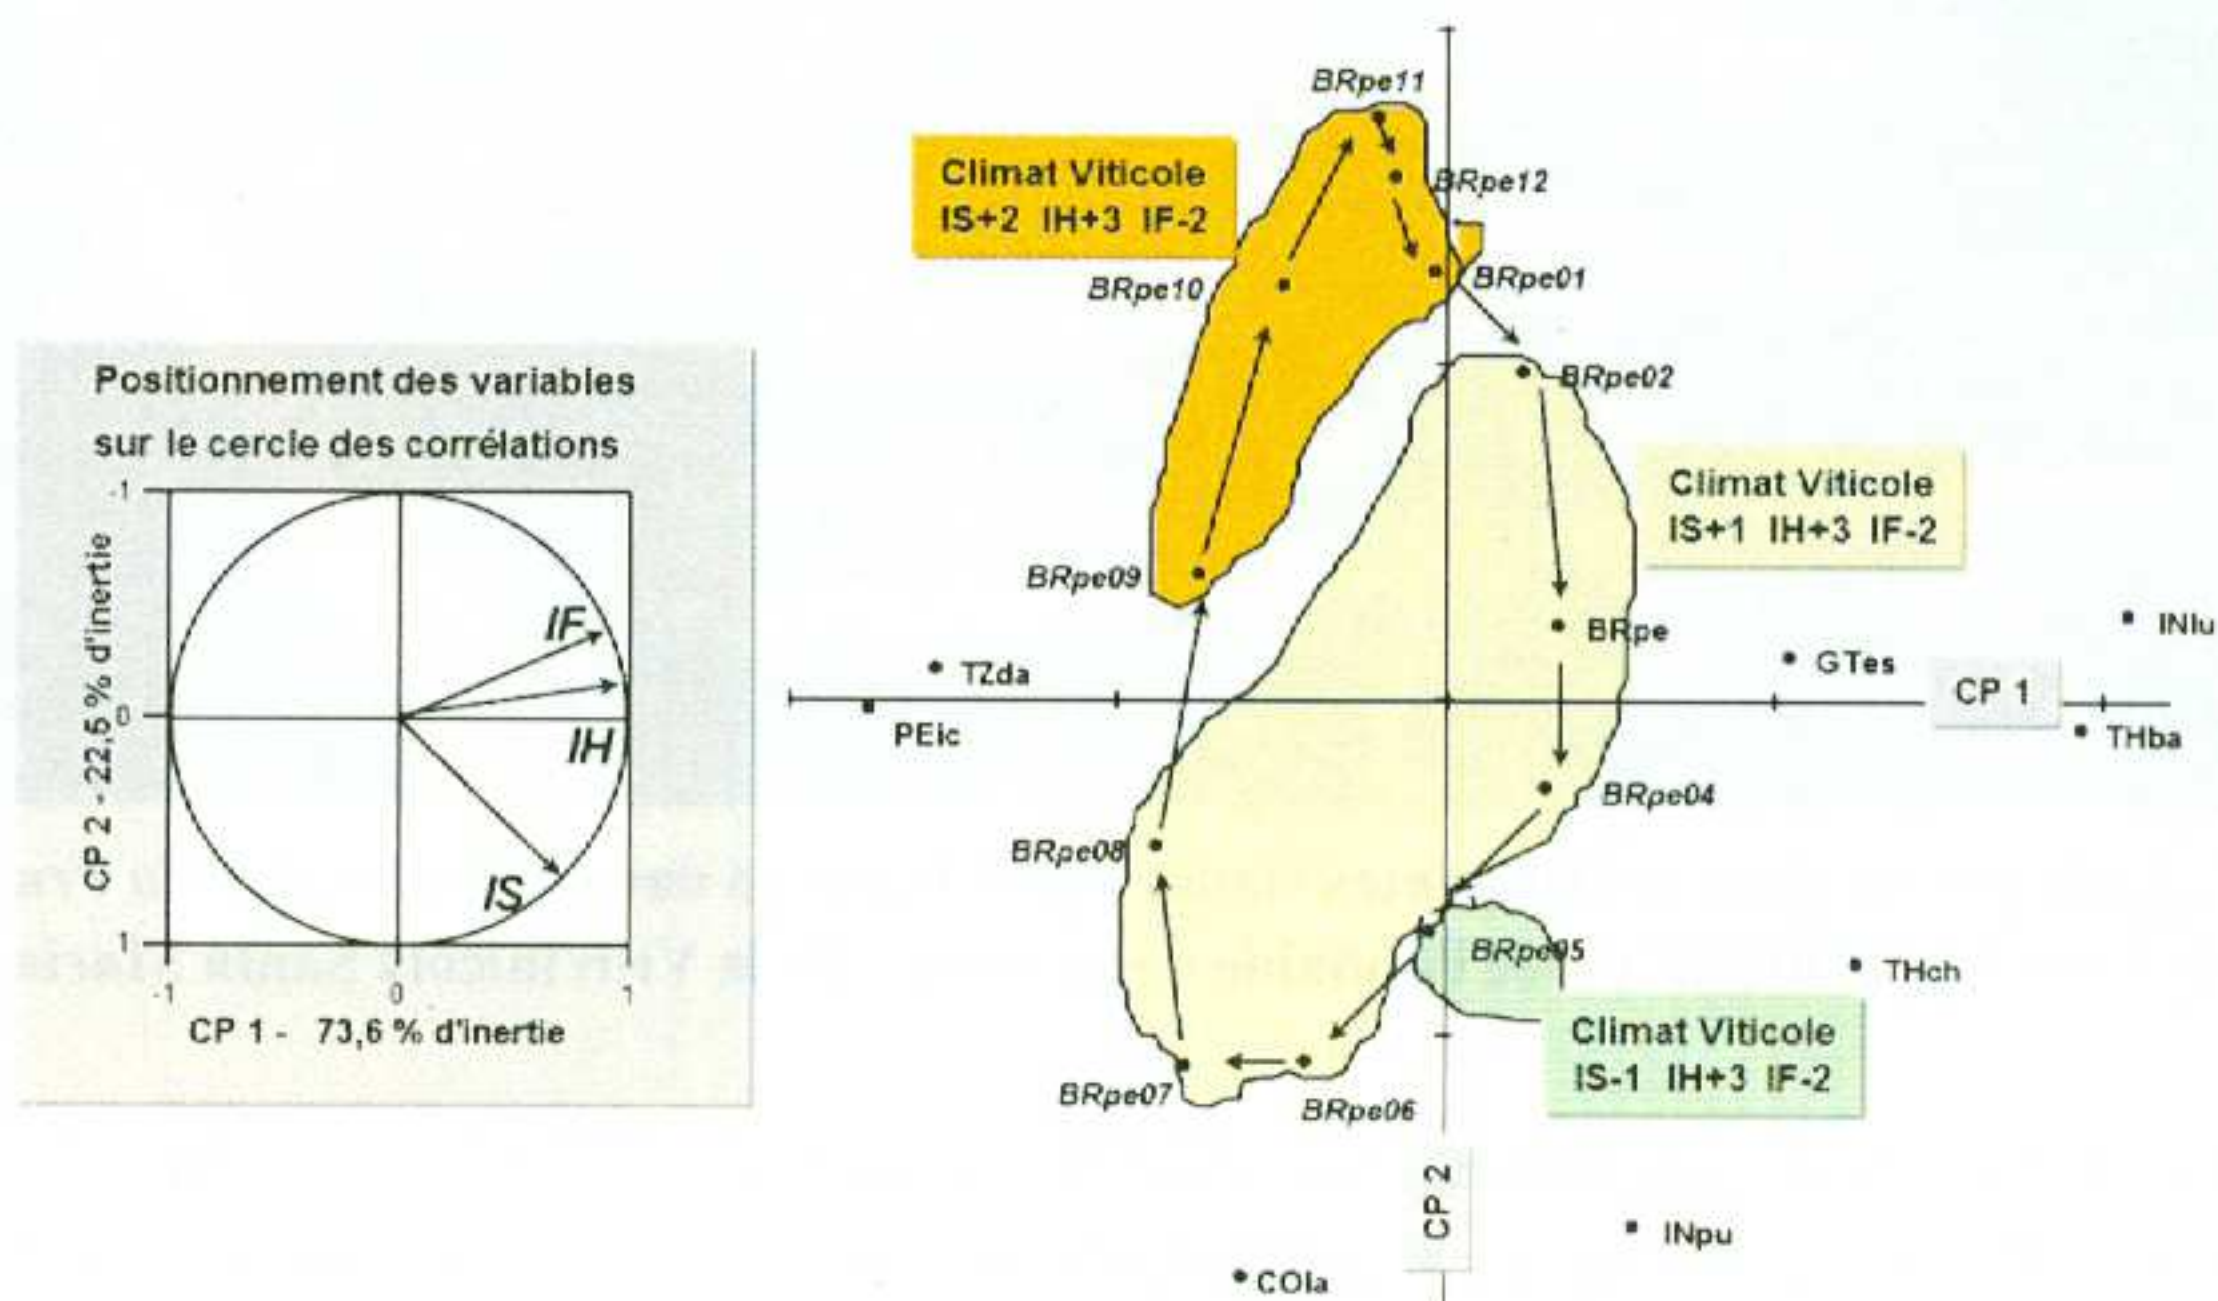 Positionnement des variables
sur le cercle des corrélations
-1
0
1
CP 2 - 22,5 % d'inertie
IF
IH
IS
-1
0
1
CP 1 - 73,6 % d'inertie
BRpe11
Climat Viticole
IS+2 IH+3 IF-2
BRpe12
BRpe10
BRpe01
BRpe02
Climat Viticole
IS+1 IH+3 IF-2
BRpe09
BRpe
INlu
TZda
GTes
CP 1
PEic
THba
BRpe04
BRpe08
BRpe05
THch
Climat Viticole
IS-1 IH+3 IF-2
BRpe07
BRpe06
CP 2
INpu
COla